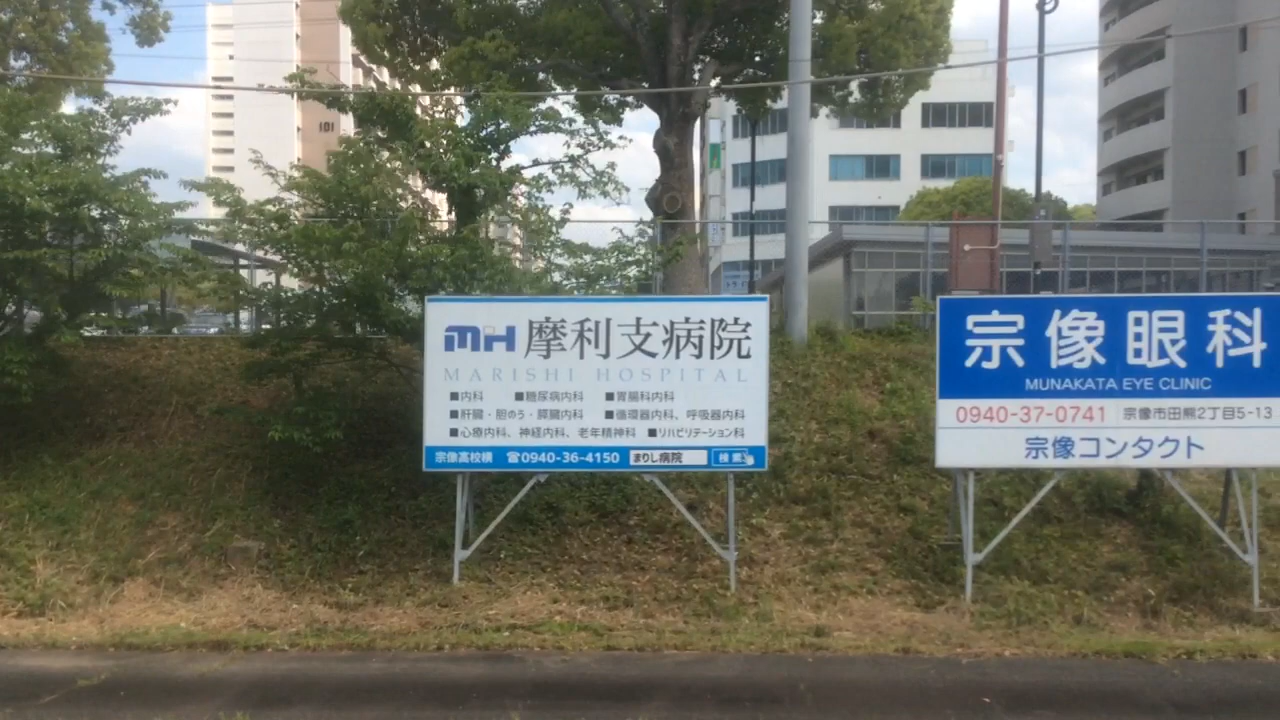 101
MH 摩利支病院
MARISHI HOSPITAL
■内科 ■糖尿病内科 ■胃腸科内科
■肝臓・胆のう・膵臓内科 ■循環器内科、呼吸器内科
■心療内科、神経内科、老年精神科 ■リハビリテーション科
宗像高校横 ☎0940-36-4150 まりし病院 検索
宗像眼科
MUNAKATA EYE CLINIC
0940-37-0741 宗像市田熊2丁目5-13
宗像コンタクト